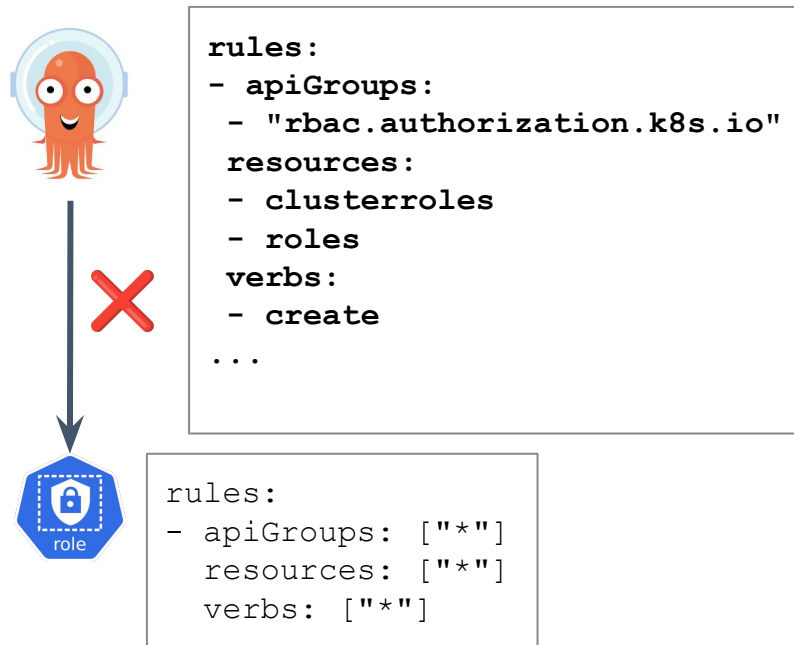 rules:
- apiGroups:
 - "rbac.authorization.k8s.io"
 resources:
 - clusterroles
 - roles
 verbs:
 - create
...
role
rules:
- apiGroups: ["*"]
  resources: ["*"]
  verbs: ["*"]